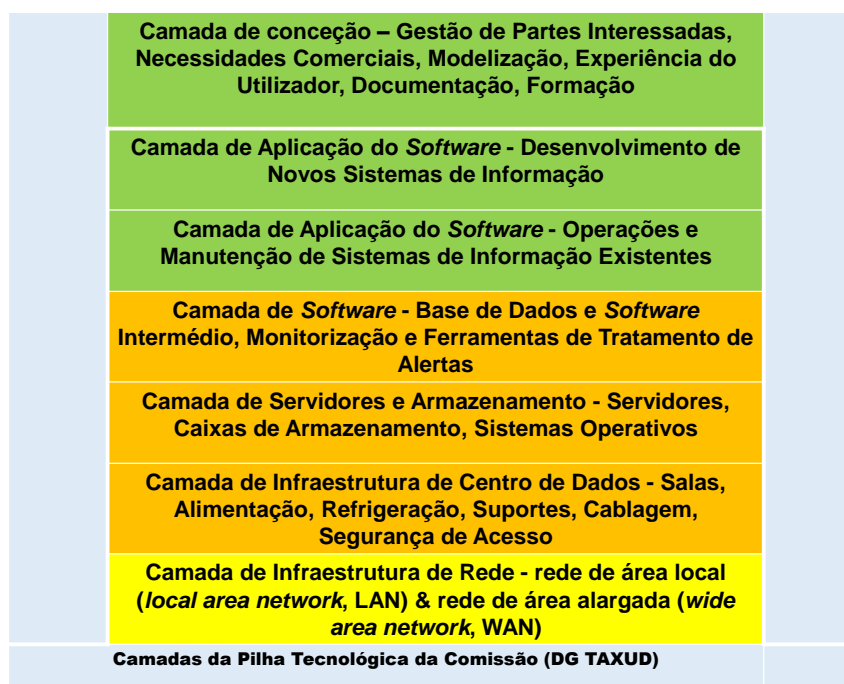 Camada de conceção – Gestão de Partes Interessadas,
Necessidades Comerciais, Modelização, Experiência do
Utilizador, Documentação, Formação
Camada de Aplicação do Software - Desenvolvimento de
Novos Sistemas de Informação
Camada de Aplicação do Software - Operações e
Manutenção de Sistemas de Informação Existentes
Camada de Software - Base de Dados e Software
Intermédio, Monitorização e Ferramentas de Tratamento de
Alertas
Camada de Servidores e Armazenamento - Servidores,
Caixas de Armazenamento, Sistemas Operativos
Camada de Infraestrutura de Centro de Dados - Salas,
Alimentação, Refrigeração, Suportes, Cablagem,
Segurança de Acesso
Camada de Infraestrutura de Rede - rede de área local
(local area network, LAN) & rede de área alargada (wide
area network, WAN)
Camadas da Pilha Tecnológica da Comissão (DG TAXUD)